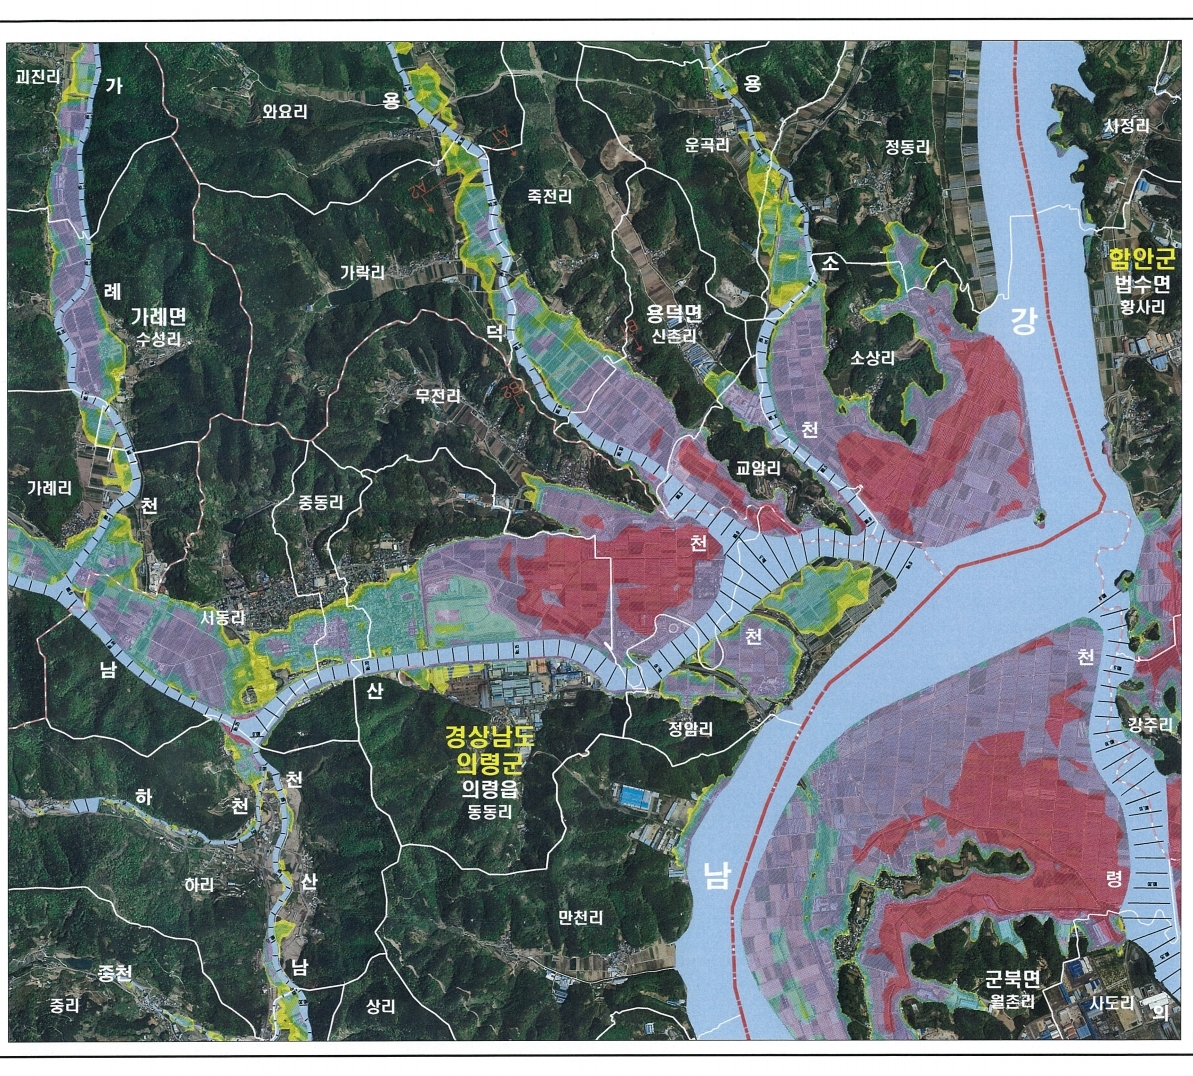 괴진리
가
와요리
용
용
운곡리
정동리
사정리
A1
A2
죽전리
가락리
소
함안군
법수면
황사리
례
가례면
수성리
덕
용덕면
신촌리
B
강
소상리
무전리
B2
천
교암리
가례리
천
중동리
천
서동리
천
천
남
산
정암리
강주리
경상남도
의령군
의령읍
동동리
천
하
천
남
하리
산
령
만천리
중천
남
군북면
월촌리
사도리
중리
상리
의